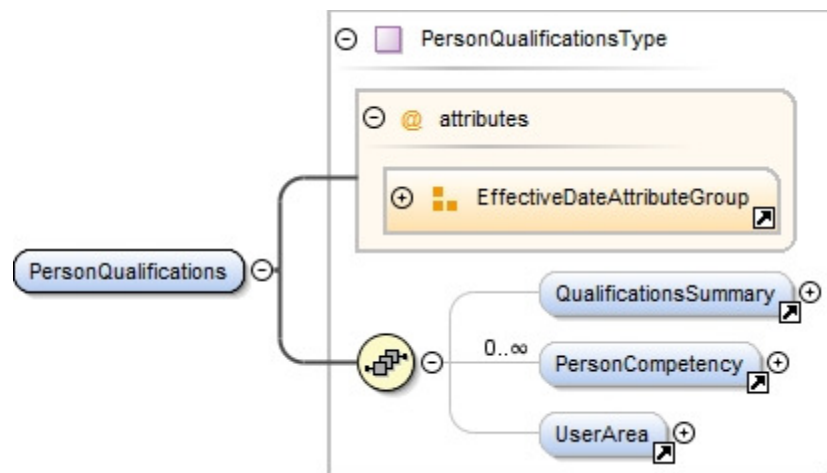 PersonQualificationsType
@ attributes
EffectiveDateAttributeGroup
PersonQualifications
QualificationsSummary
0..∞
PersonCompetency
UserArea